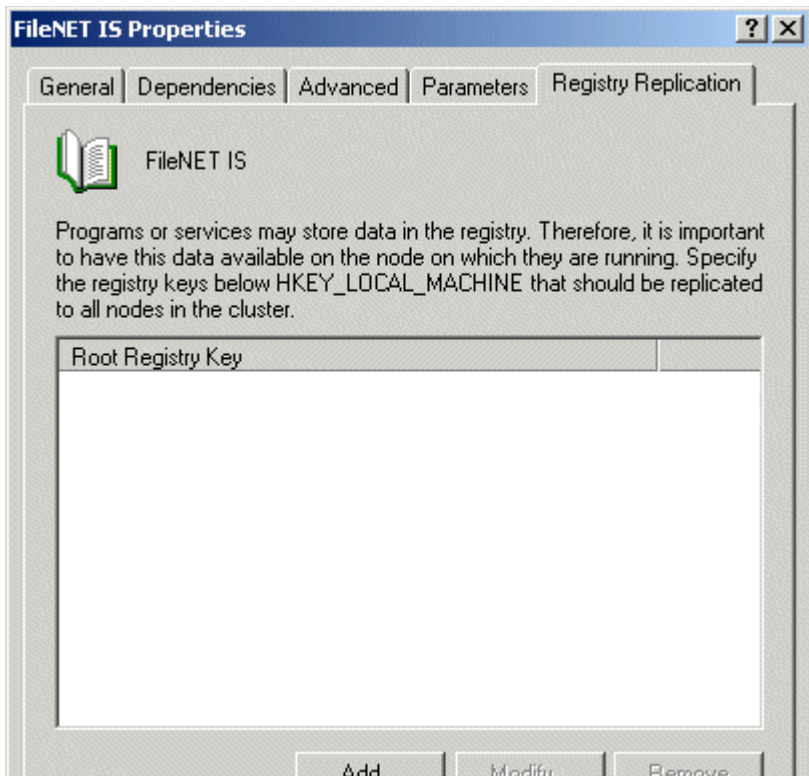 FileNET IS Properties
General Dependencies Advanced Parameters Registry Replication
FileNET IS
Programs or services may store data in the registry. Therefore, it is important
to have this data available on the node on which they are running. Specify
the registry keys below HKEY_LOCAL_MACHINE that should be replicated
to all nodes in the cluster.
Root Registry Key
Add... Modify... Remove